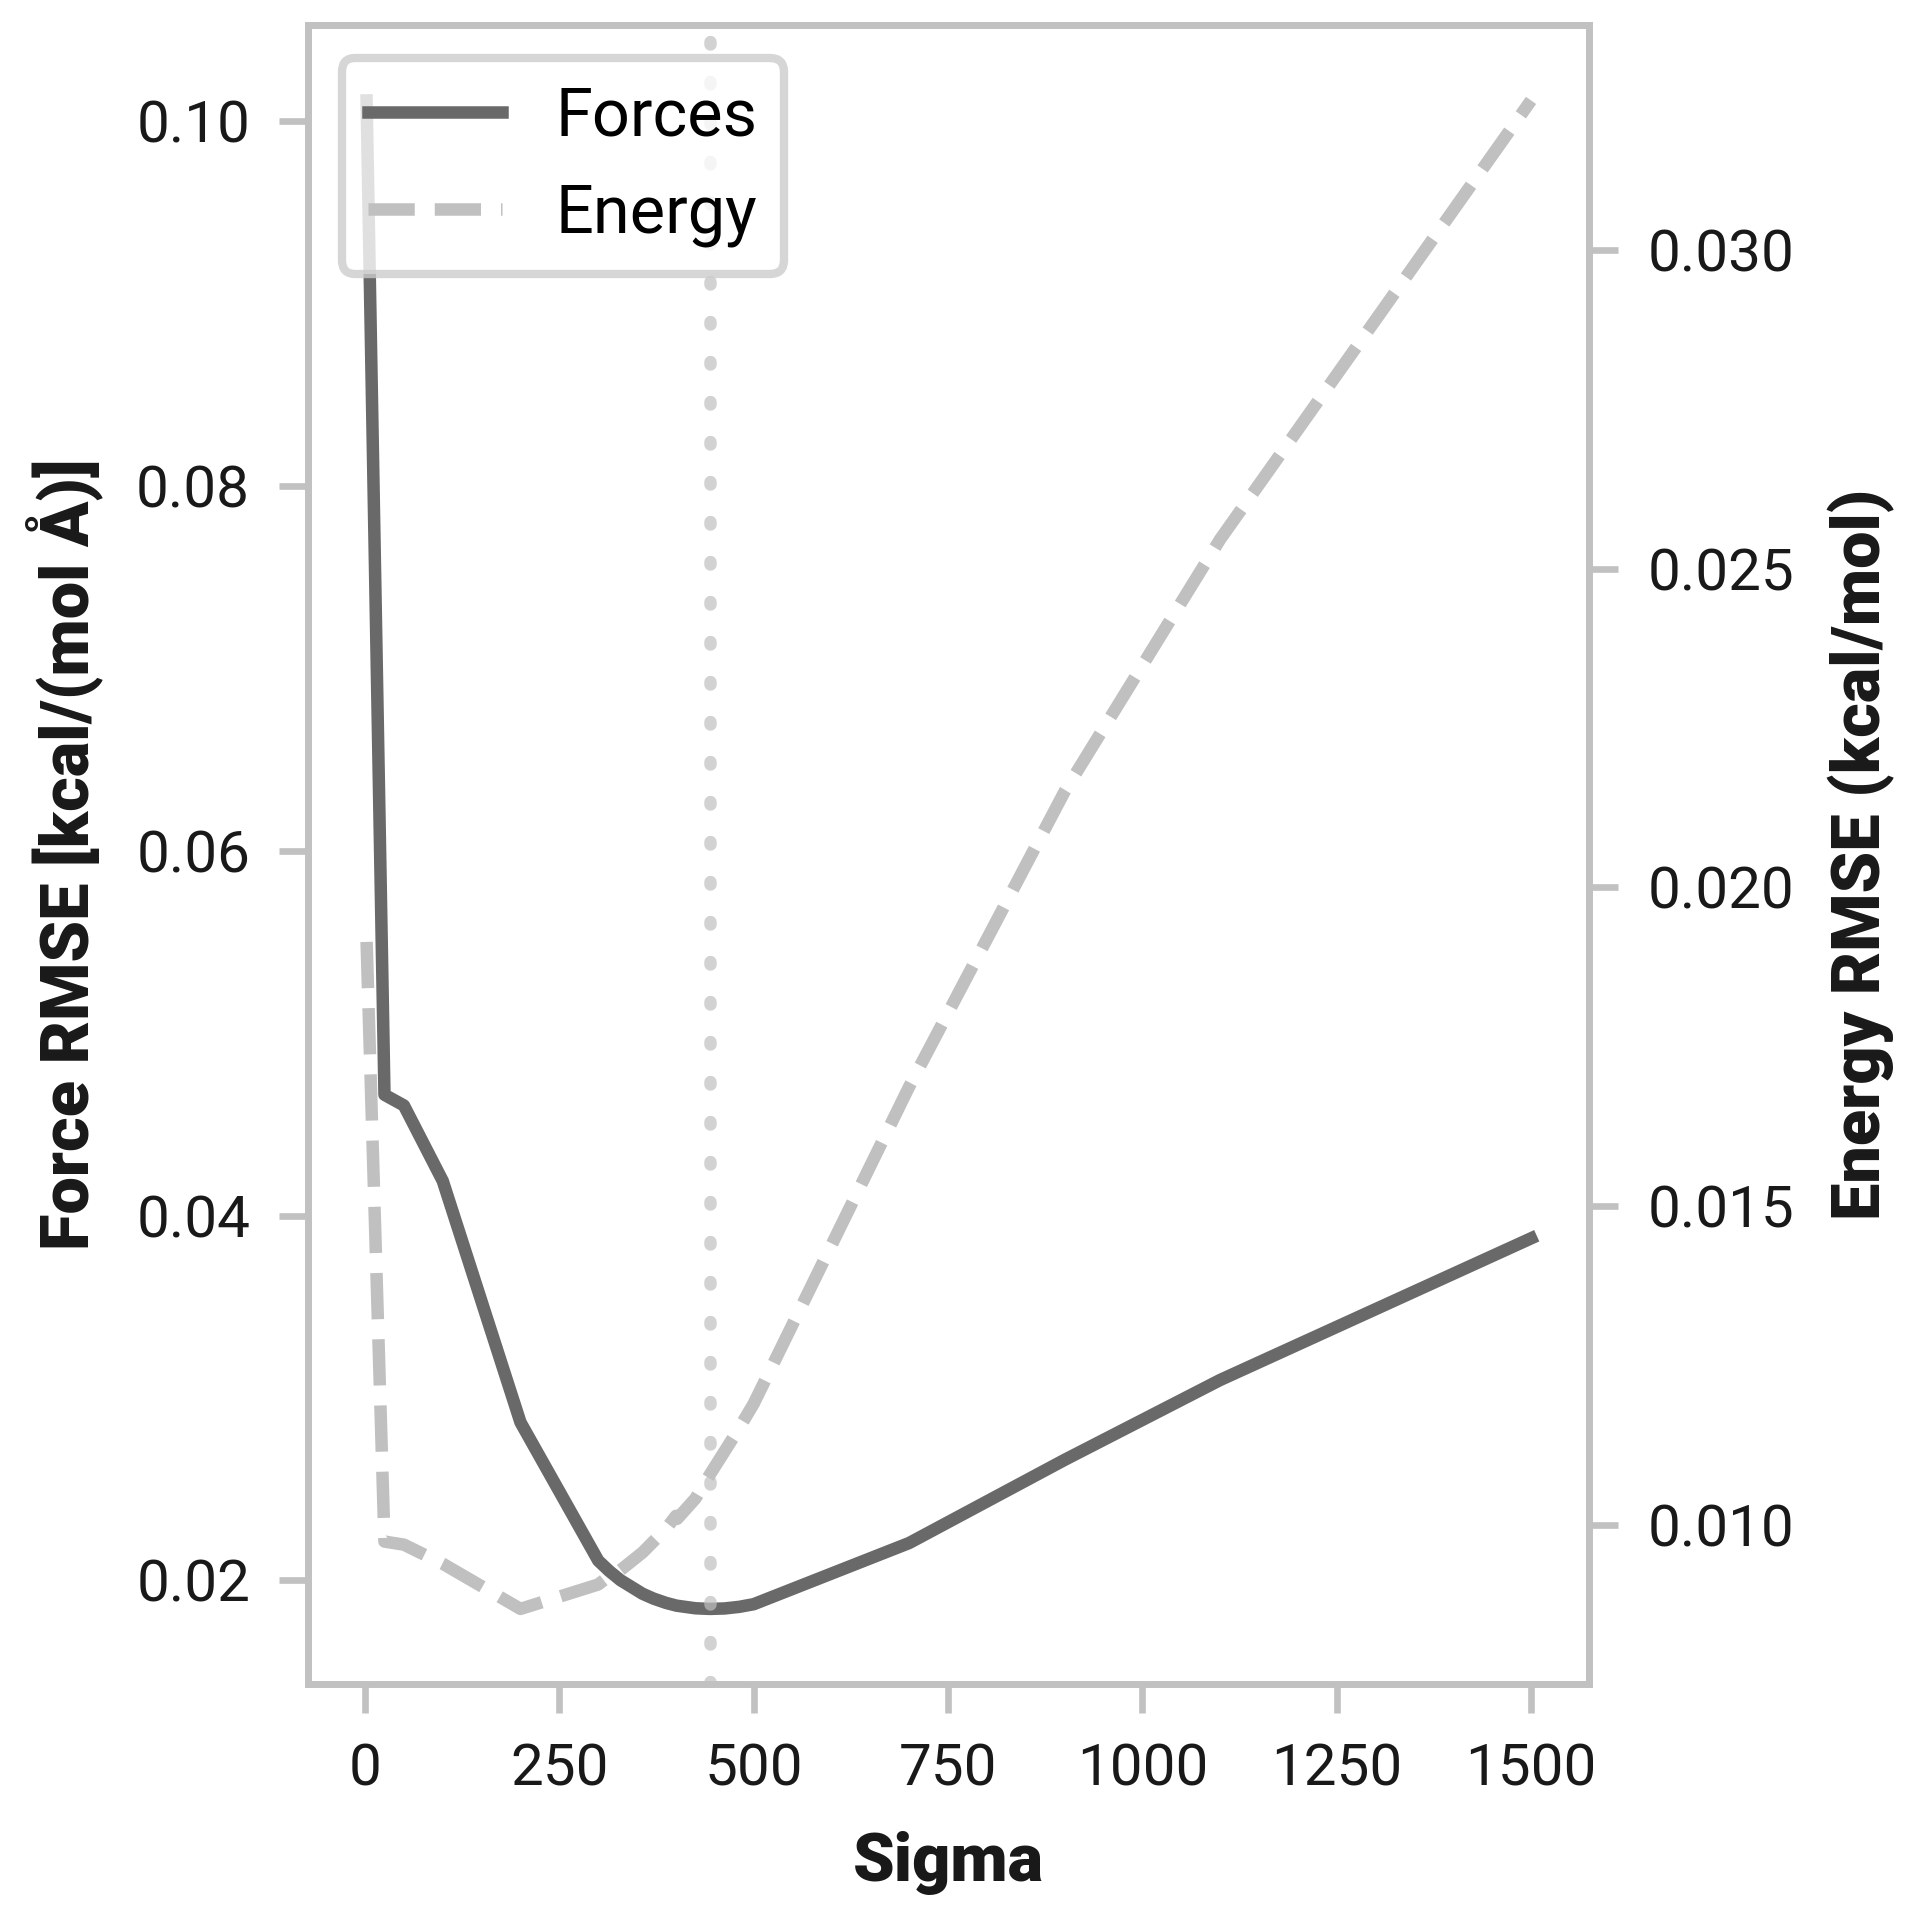 Forces
Energy
0.10
0.08
0.06
0.04
0.02
Force RMSE [kcal/(mol Å)]
0.030
0.025
0.020
0.015
0.010
Energy RMSE (kcal/mol)
0 250 500 750 1000 1250 1500
Sigma